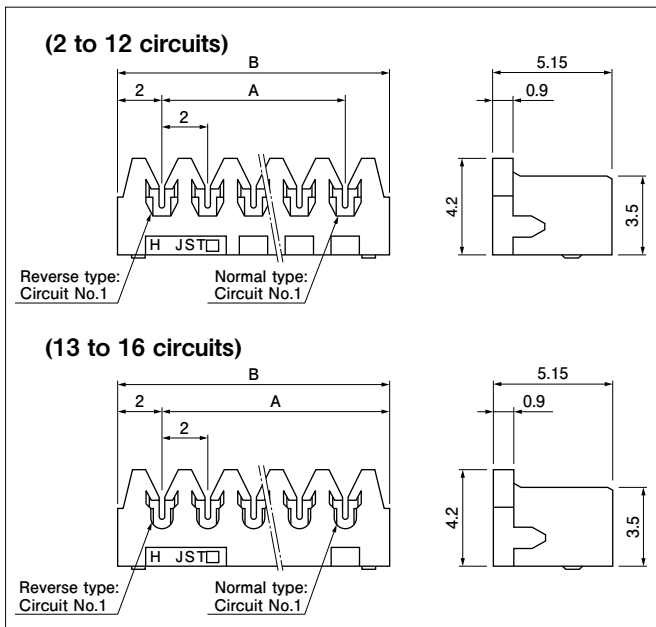 (2 to 12 circuits)
B
2
A
2
H JST□
Reverse type:
Circuit No.1
Normal type:
Circuit No.1
5.15
0.9
4.2
3.5
(13 to 16 circuits)
B
2
A
2
H JST□
Reverse type:
Circuit No.1
Normal type:
Circuit No.1
5.15
0.9
4.2
3.5